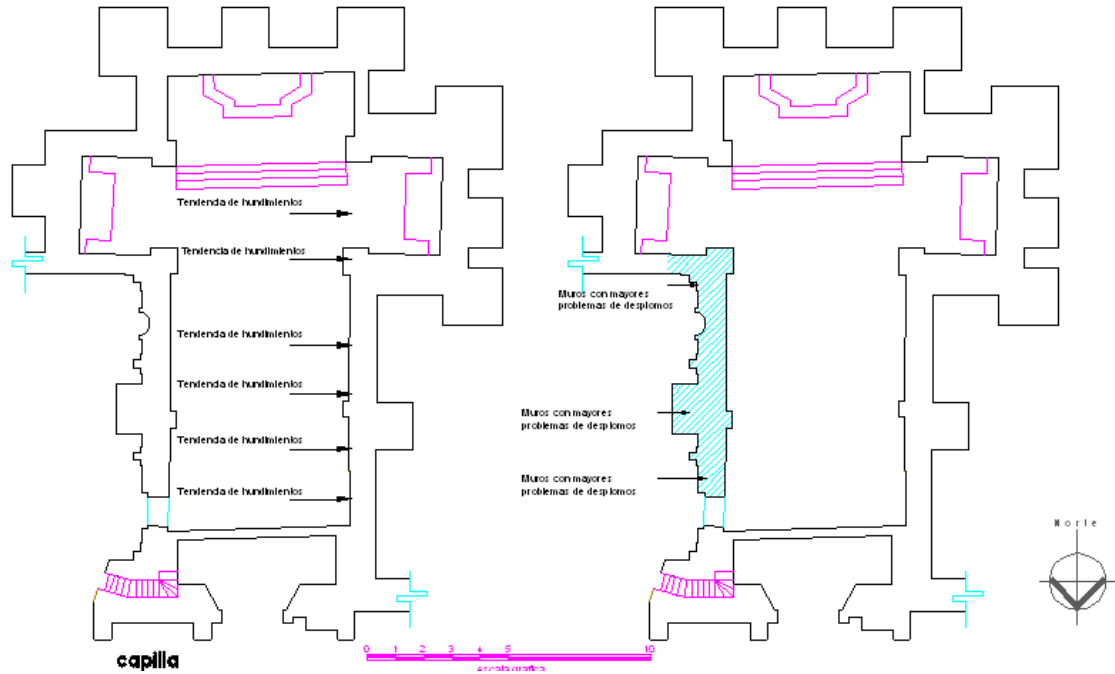 Tendencia de hundimientos
Tendencia de hundimientos
Tendencia de hundimientos
Tendencia de hundimientos
Tendencia de hundimientos
Tendencia de hundimientos
capilla
0 1 2 3 4 5 10
escala grafica
Muros con mayores
problemas de desplomos
Muros con mayores
problemas de desplomos
Muros con mayores
problemas de desplomos
Norte